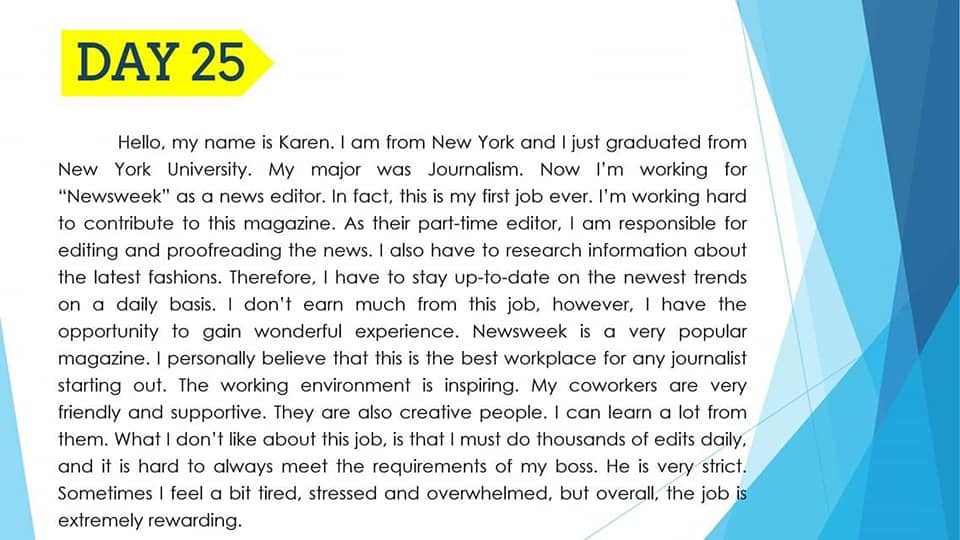 DAY 25
Hello, my name is Karen. I am from New York and I just graduated from
New York University. My major was Journalism. Now I’m working for
“Newsweek” as a news editor. In fact, this is my first job ever. I’m working hard
to contribute to this magazine. As their part-time editor, I am responsible for
editing and proofreading the news. I also have to research information about
the latest fashions. Therefore, I have to stay up-to-date on the newest trends
on a daily basis. I don’t earn much from this job, however, I have the
opportunity to gain wonderful experience. Newsweek is a very popular
magazine. I personally believe that this is the best workplace for any journalist
starting out. The working environment is inspiring. My coworkers are very
friendly and supportive. They are also creative people. I can learn a lot from
them. What I don’t like about this job, is that I must do thousands of edits daily,
and it is hard to always meet the requirements of my boss. He is very strict.
Sometimes I feel a bit tired, stressed and overwhelmed, but overall, the job is
extremely rewarding.